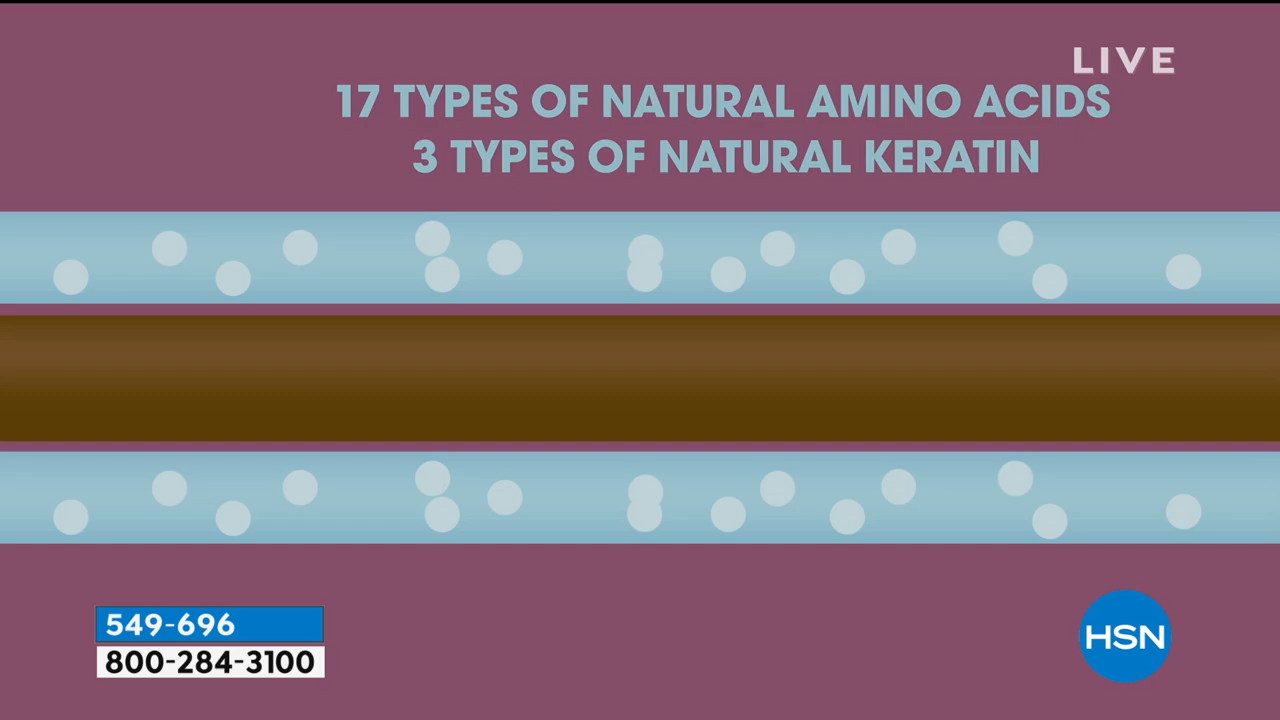 LIVE
17 TYPES OF NATURAL AMINO ACIDS
3 TYPES OF NATURAL KERATIN
549-696
800-284-3100
HSN